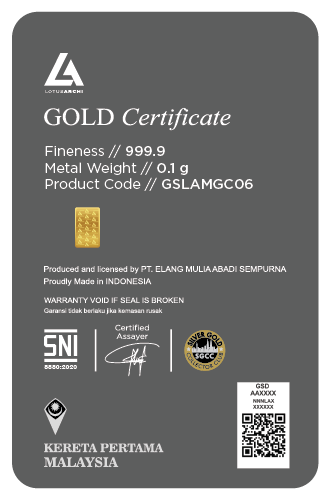 LOTUSARCHI
GOLD Certificate
Fineness // 999.9
Metal Weight // 0.1 g
Product Code // GSLAMGC06
Produced and licensed by PT. ELANG MULIA ABADI SEMPURNA
Proudly Made in INDONESIA
WARRANTY VOID IF SEAL IS BROKEN
Garansi tidak berlaku jika kemasan rusak
SNI
8880:2020
Certified
Assayer
SILVER GOLD
SGCC
COLLECTOR CLUB
GSD
AAXXXX
NNNLAX
XXXXXX
KERETA PERTAMA
MALAYSIA